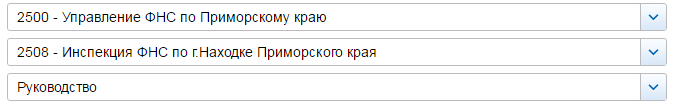 2500 - Управление ФНС по Приморскому краю
2508 - Инспекция ФНС по г.Находке Приморского края
Руководство